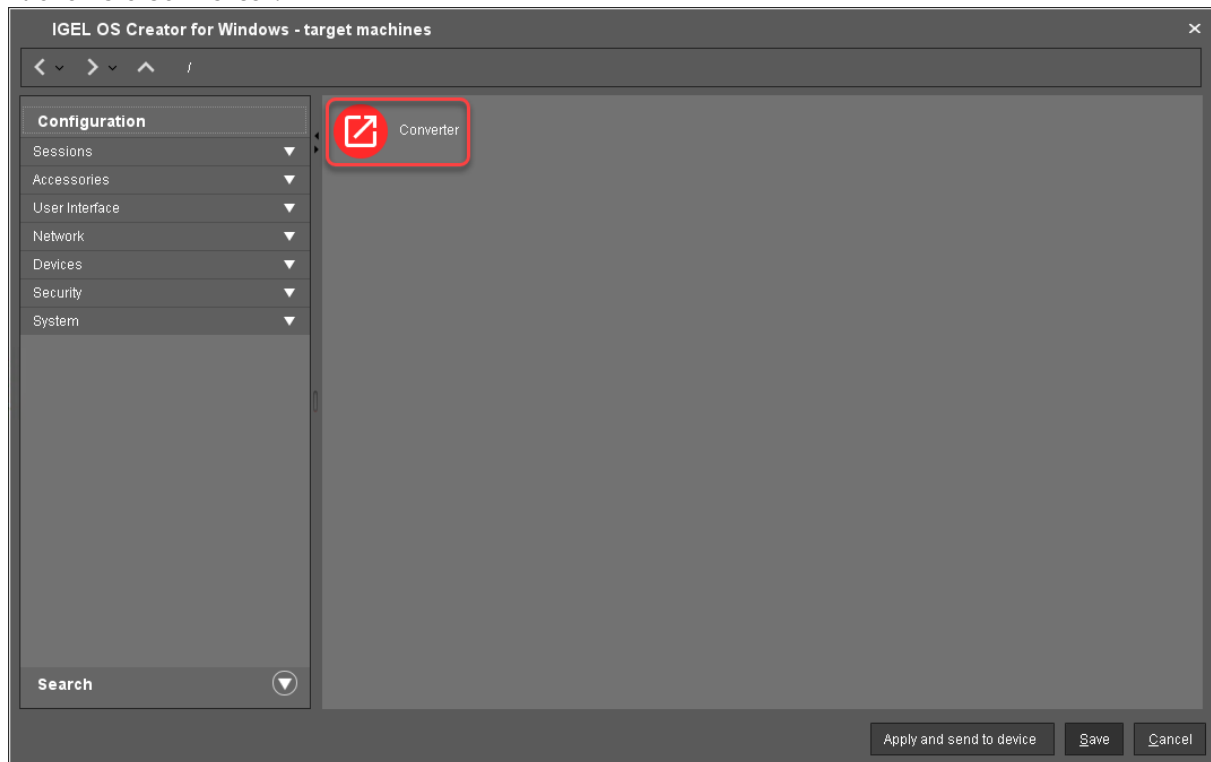 IGEL OS Creator for Windows - target machines
/
Configuration
Sessions
Accessories
User Interface
Network
Devices
Security
System
Converter
Search
Apply and send to device
Save
Cancel